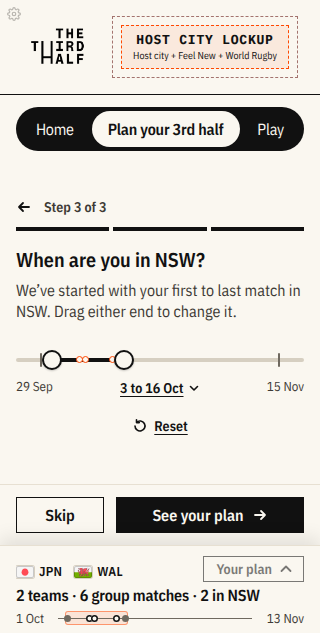 THE
THIRD
HALF
HOST CITY LOCKUP
Host city + Feel New + World Rugby
Home
Plan your 3rd half
Play
Step 3 of 3
When are you in NSW?
We’ve started with your first to last match in
NSW. Drag either end to change it.
29 Sep
3 to 16 Oct
15 Nov
Reset
Skip
See your plan
JPN
WAL
Your plan
2 teams · 6 group matches · 2 in NSW
1 Oct
13 Nov